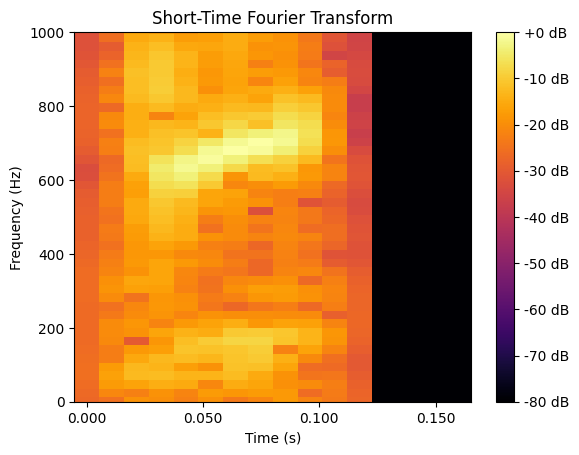 Short-Time Fourier Transform
Frequency (Hz)
1000
800
600
400
200
0
0.000
0.050
0.100
0.150
Time (s)
+0 dB
-10 dB
-20 dB
-30 dB
-40 dB
-50 dB
-60 dB
-70 dB
-80 dB